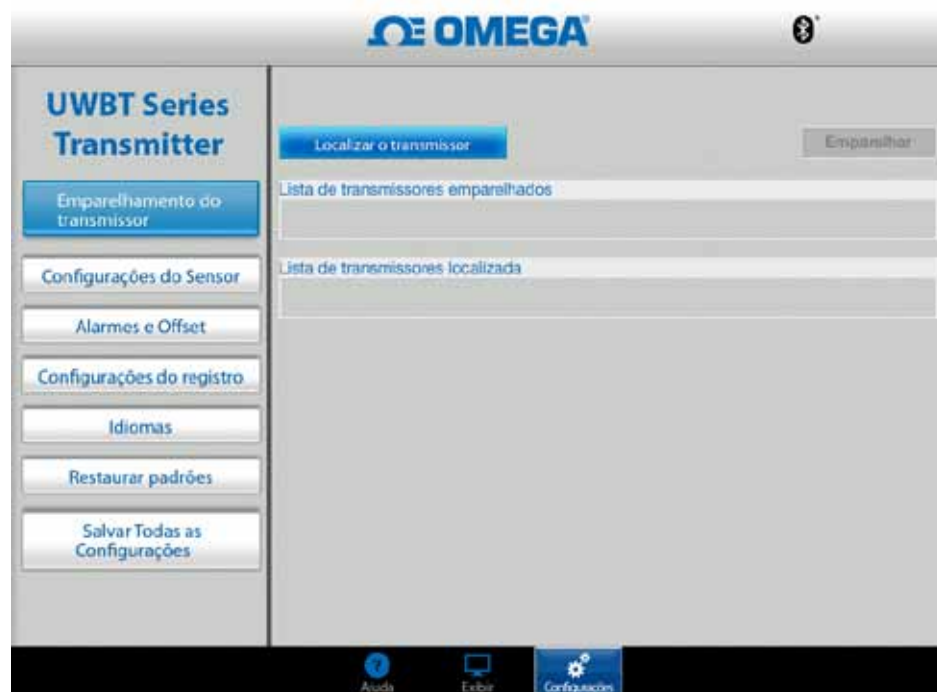 OMEGA
UWBT Series
Transmitter
Localizar o transmissor
Emparelhar
Emparelhamento do
transmissor
Lista de transmissores emparelhados
Configurações do Sensor
Lista de transmissores localizada
Alarmes e Offset
Configurações do registro
Idiomas
Restaurar padrões
Salvar Todas as
Configurações
Ajuda
Exibir
Configurações